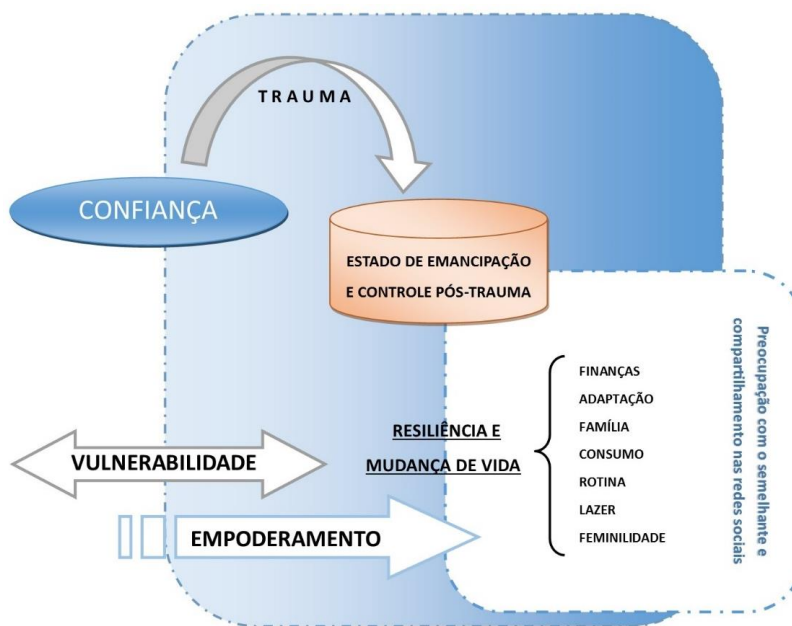 T R A U M A
CONFIANÇA
ESTADO DE EMANCIPAÇÃO
E CONTROLE PÓS-TRAUMA
RESILIÊNCIA E
MUDANÇA DE VIDA
FINANÇAS
ADAPTAÇÃO
FAMÍLIA
CONSUMO
ROTINA
LAZER
FEMINILIDADE
Preocupação com o semelhante e
compartilhamento nas redes sociais
VULNERABILIDADE
EMPODERAMENTO